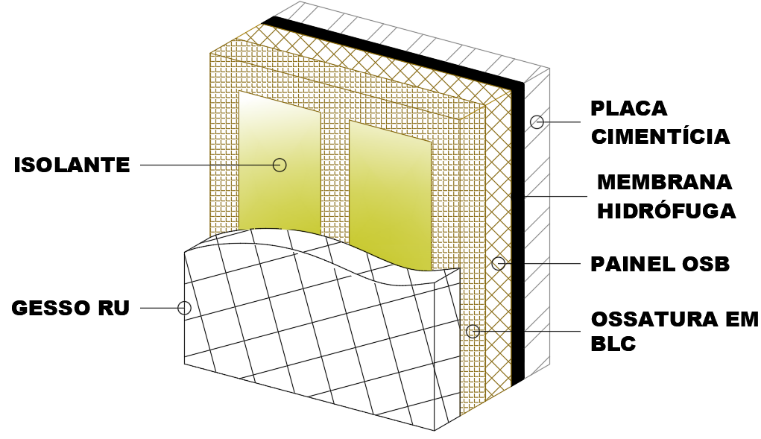 ISOLANTE
GESSO RU
PLACA
CIMENTÍCIA
MEMBRANA
HIDRÓFUGA
PAINEL OSB
OSSATURA EM
BLC